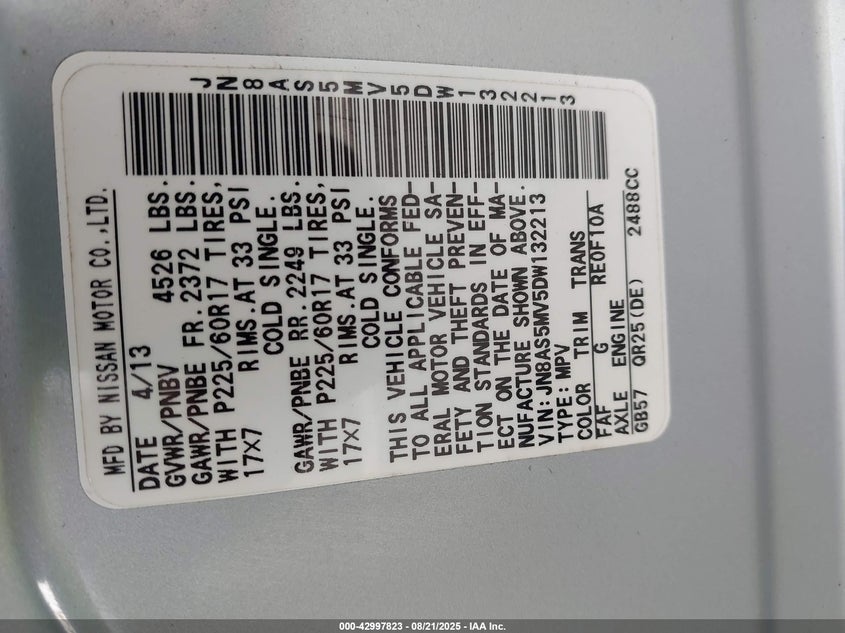 MFD BY NISSAN MOTOR CO.,LTD.
DATE 4/13
GVWR/PNBV 4526 LBS.
GAWR/PNBE FR.2372 LBS.
WITH P225/60R17 TIRES,
17X7 RIMS.AT 33 PSI
COLD SINGLE.
GAWR/PNBE RR.2249 LBS.
WITH P225/60R17 TIRES,
17X7 RIMS.AT 33 PSI
COLD SINGLE.
THIS VEHICLE CONFORMS
TO ALL APPLICABLE FED-
ERAL MOTOR VEHICLE SA-
FETY AND THEFT PREVEN-
TION STANDARDS IN EFF-
ECT ON THE DATE OF MA-
NUFACTURE SHOWN ABOVE.
VIN:JN8AS5MV5DW132213
TYPE:MPV
COLOR TRIM TRANS
FAF G RE0F10A
AXLE ENGINE
GB57 QR25(DE) 2488CC
JN8AS5MV5DW132213
000-42997823 - 08/21/2025 - IAA Inc.